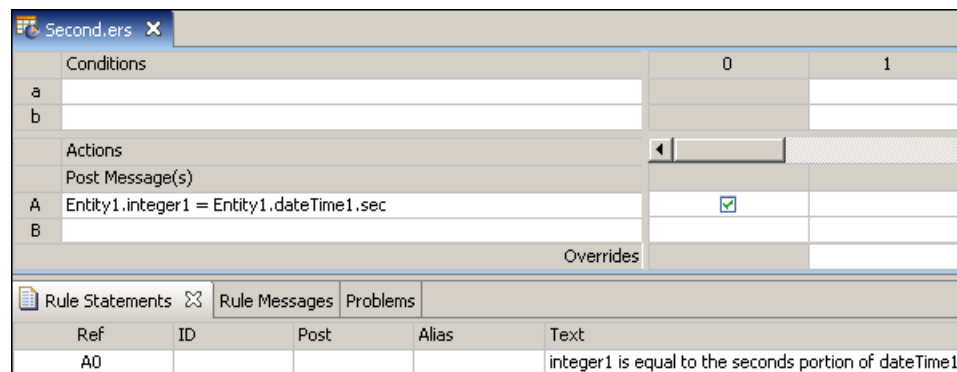 Second.ers
Conditions 0 1
a
b
Actions
Post Message(s)
A Entity1.integer1 = Entity1.dateTime1.sec
B
Overrides
Rule Statements Rule Messages Problems
Ref ID Post Alias Text
A0 integer1 is equal to the seconds portion of dateTime1